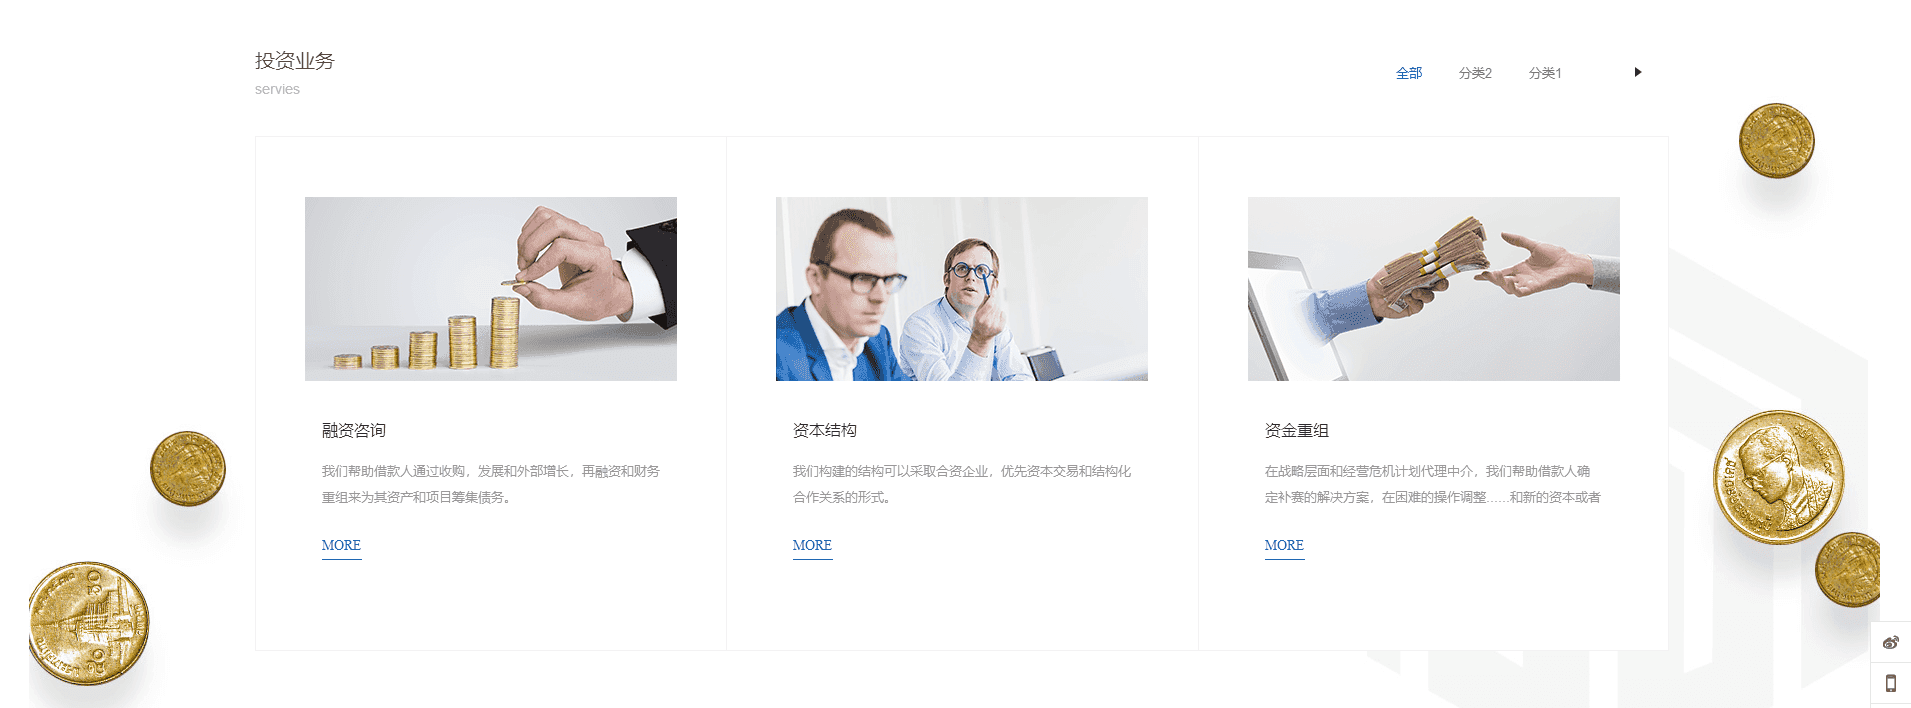 投资业务
servies
全部
分类2
分类1
融资咨询
我们帮助借款人通过收购，发展和外部增长，再融资和财务
重组来为其资产和项目筹集债务。
MORE
资本结构
我们构建的结构可以采取合资企业，优先资本交易和结构化
合作关系的形式。
MORE
资金重组
在战略层面和经营危机计划代理中介，我们帮助借款人确
定补赛的解决方案，在困难的操作调整……和新的资本或者
MORE